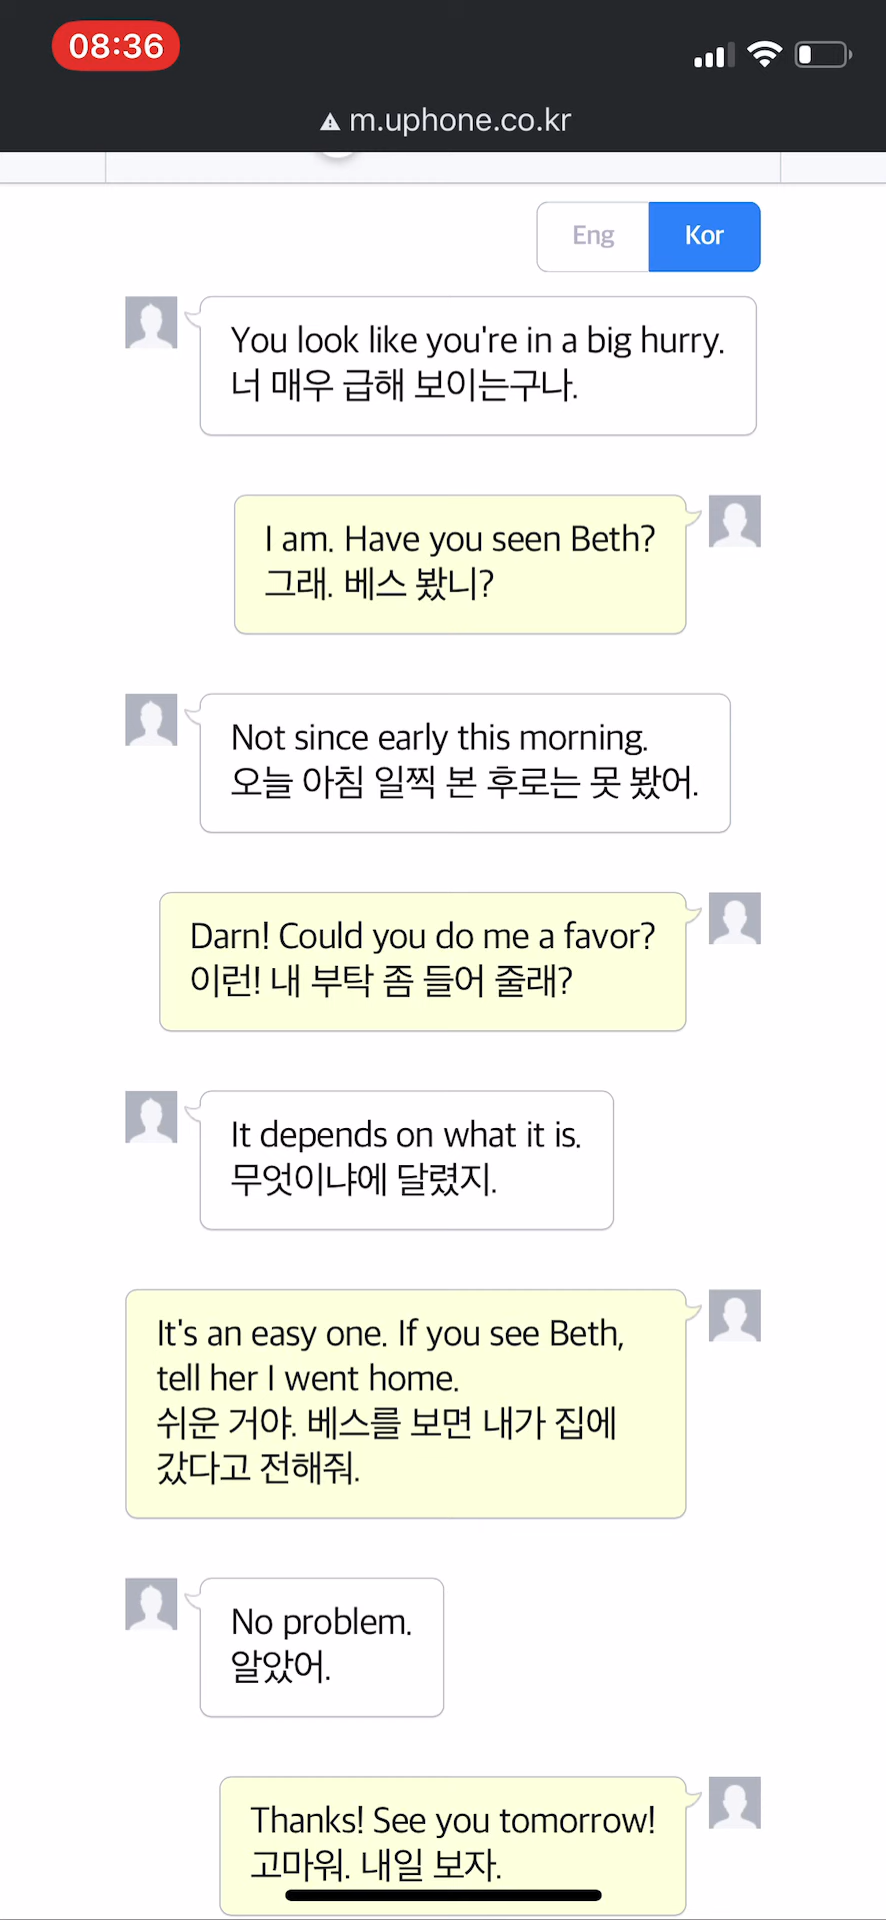 08:36
m.uphone.co.kr
Eng
Kor
You look like you're in a big hurry.
너 매우 급해 보이는구나.
I am. Have you seen Beth?
그래. 베스 봤니?
Not since early this morning.
오늘 아침 일찍 본 후로는 못 봤어.
Darn! Could you do me a favor?
이런! 내 부탁 좀 들어 줄래?
It depends on what it is.
무엇이냐에 달렸지.
It's an easy one. If you see Beth,
tell her I went home.
쉬운 거야. 베스를 보면 내가 집에
갔다고 전해줘.
No problem.
알았어.
Thanks! See you tomorrow!
고마워. 내일 보자.